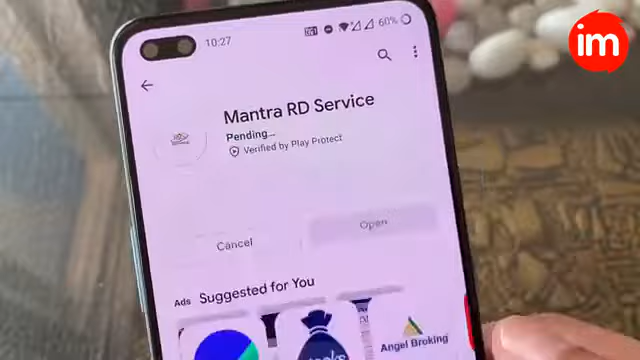 im
10:27
60%
Mantra RD Service
Pending...
Verified by Play Protect
Cancel
Open
Ads Suggested for You
Angel Broking